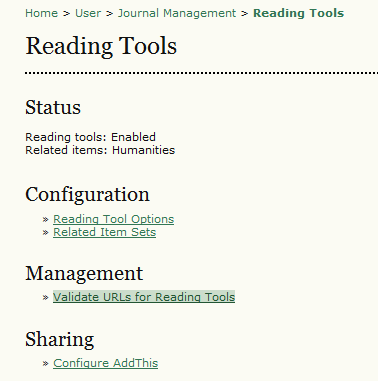 Home > User > Journal Management > Reading Tools
Reading Tools
Status
Reading tools: Enabled
Related items: Humanities
Configuration
» Reading Tool Options
» Related Item Sets
Management
» Validate URLs for Reading Tools
Sharing
» Configure AddThis